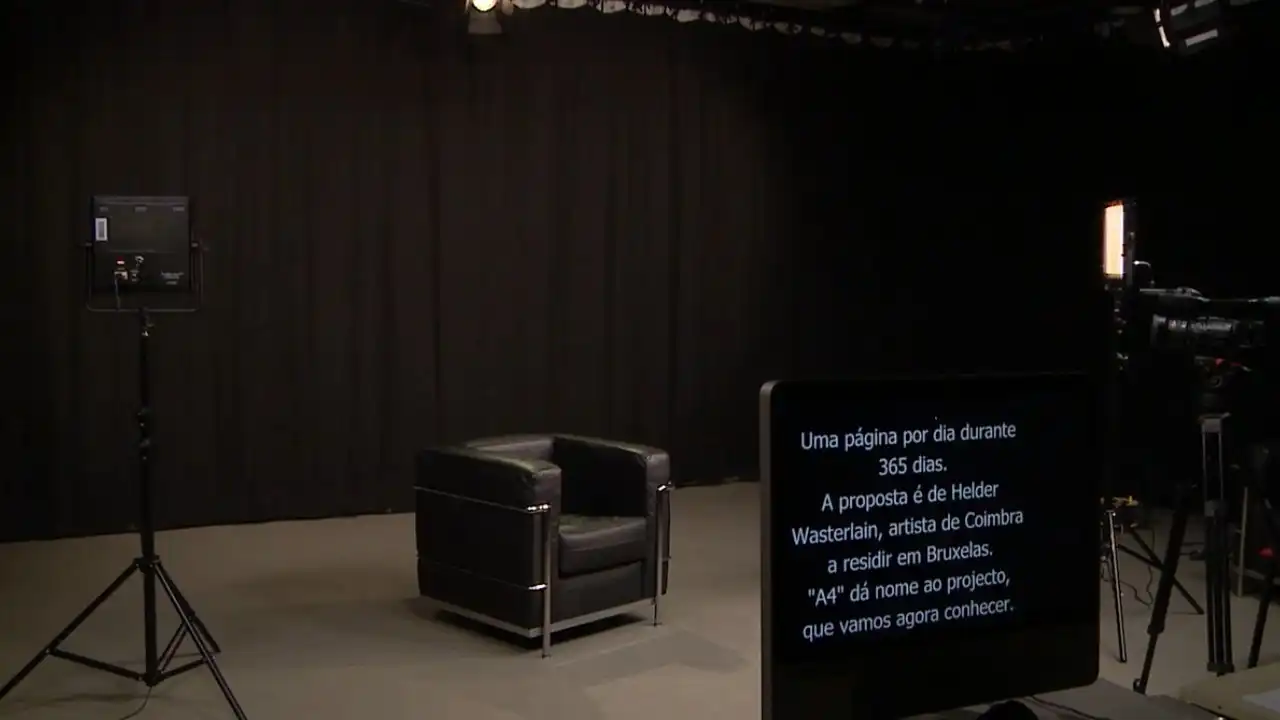 Uma página por dia durante
365 dias.
A proposta é de Helder
Wasterlain, artista de Coimbra
a residir em Bruxelas.
"A4" dá nome ao projecto,
que vamos agora conhecer.